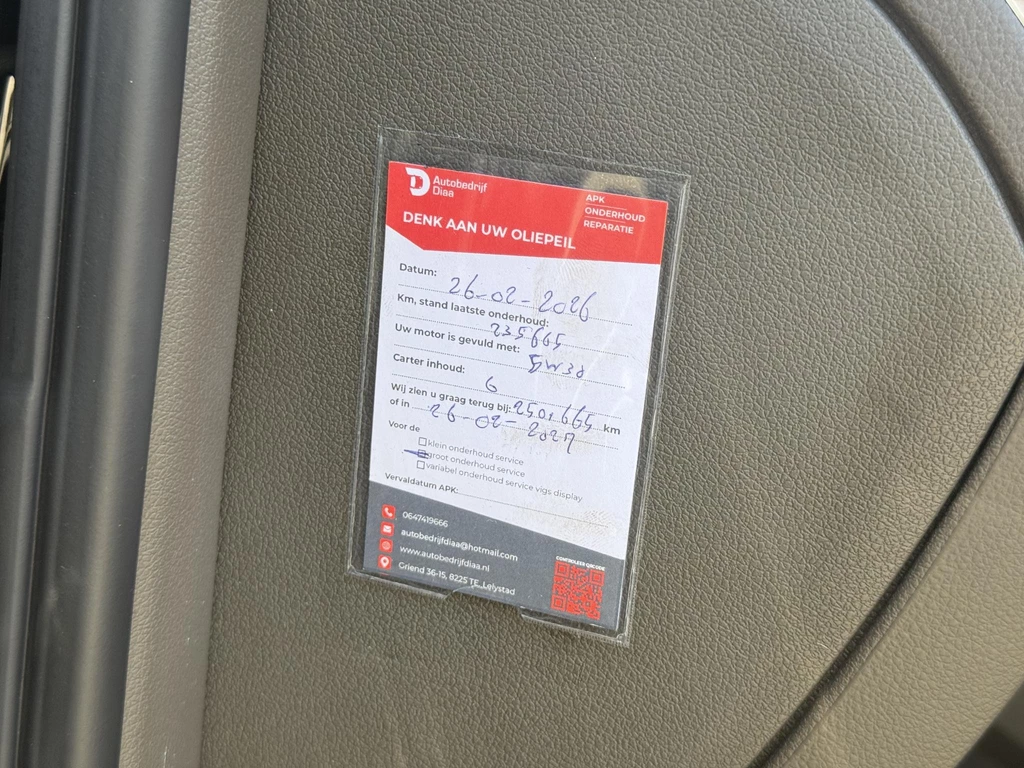 Autobedrijf
Diaa
APK
ONDERHOUD
REPARATIE
DENK AAN UW OLIEPEIL
Datum: 26-02-2026
Km, stand laatste onderhoud: 235665
Uw motor is gevuld met: 5W30
Carter inhoud: 6
Wij zien u graag terug bij: 250.665 km
of in 26-02-2027
Voor de
klein onderhoud service
groot onderhoud service
variabel onderhoud service vlgs display
Vervaldatum APK:
0647419666
autobedrijfdiaa@hotmail.com
www.autobedrijfdiaa.nl
Griend 36-15, 8225 TE Lelystad
CONTROLEER QRCODE